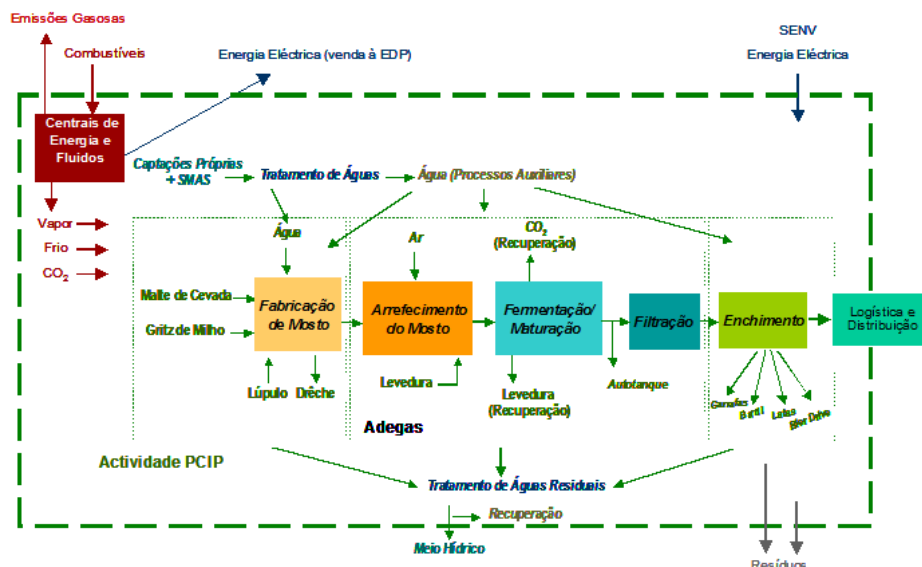 Emissões Gasosas
Combustíveis
Energia Eléctrica (venda à EDP)
SENV
Energia Eléctrica
Centrais de
Energia e
Fluidos
Captações Próprias
+ SMAS
Tratamento de Águas
Água (Processos Auxiliares)
Vapor
Frio
CO2
Água
Ar
CO2
(Recuperação)
Malte de Cevada
Gritz de Milho
Fabricação
de Mosto
Arrefecimento
do Mosto
Fermentação/
Maturação
Filtração
Enchimento
Logística e
Distribuição
Lúpulo
Drêche
Levedura
Levedura
(Recuperação)
Autotanque
Garrafas
Barril
Latas
Beer Drive
Adegas
Actividade PCIP
Tratamento de Águas Residuais
Recuperação
Meio Hídrico
Resíduos